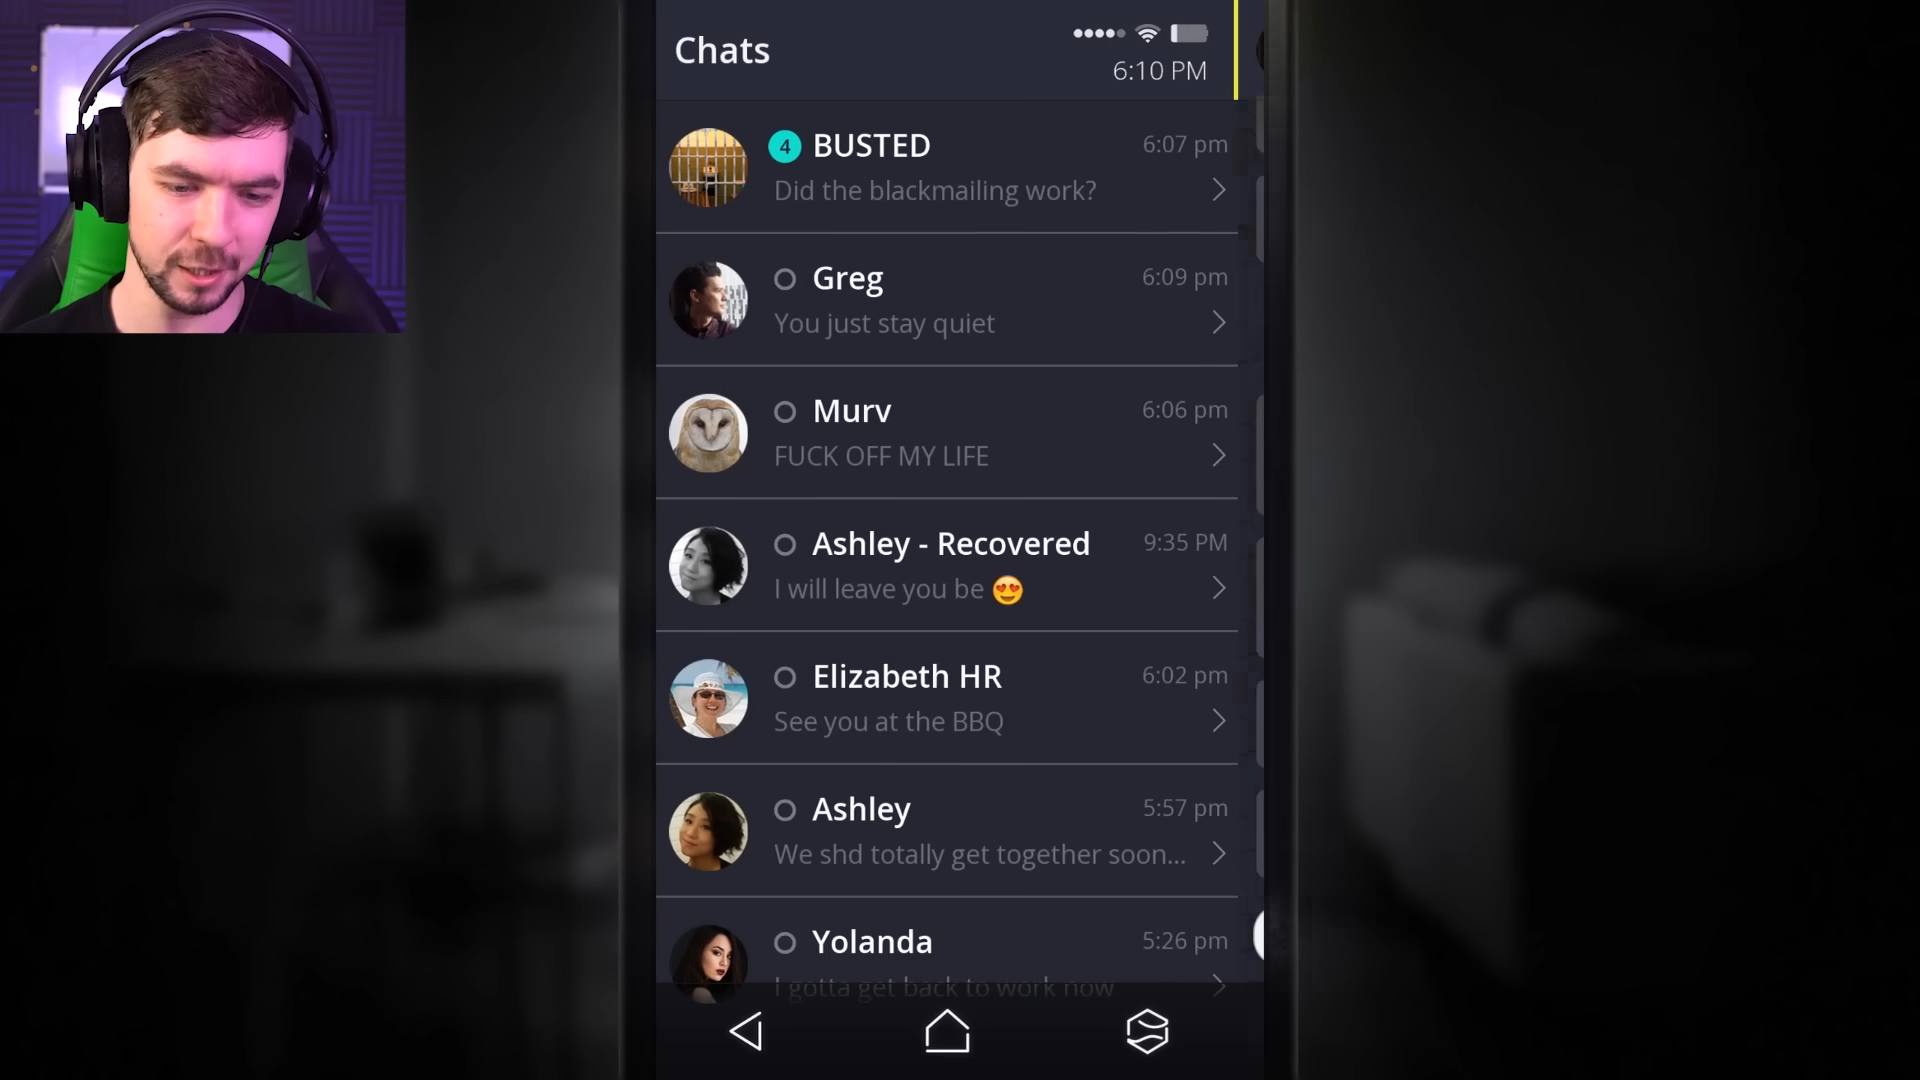 Chats
6:10 PM
4 BUSTED 6:07 pm
Did the blackmailing work?
Greg 6:09 pm
You just stay quiet
Murv 6:06 pm
FUCK OFF MY LIFE
Ashley - Recovered 9:35 PM
I will leave you be 😍
Elizabeth HR 6:02 pm
See you at the BBQ
Ashley 5:57 pm
We shd totally get together soon...
Yolanda 5:26 pm
I gotta get back to work now